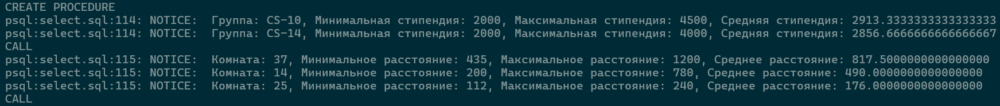 CREATE PROCEDURE
psql:select.sql:114: NOTICE:  Группа: CS-10, Минимальная стипендия: 2000, Максимальная стипендия: 4500, Средняя стипендия: 2913.3333333333333333
psql:select.sql:114: NOTICE:  Группа: CS-14, Минимальная стипендия: 2000, Максимальная стипендия: 4000, Средняя стипендия: 2856.6666666666666667
CALL
psql:select.sql:115: NOTICE:  Комната: 37, Минимальное расстояние: 435, Максимальное расстояние: 1200, Среднее расстояние: 817.5000000000000000
psql:select.sql:115: NOTICE:  Комната: 14, Минимальное расстояние: 200, Максимальное расстояние: 780, Среднее расстояние: 490.0000000000000000
psql:select.sql:115: NOTICE:  Комната: 25, Минимальное расстояние: 112, Максимальное расстояние: 240, Среднее расстояние: 176.0000000000000000
CALL